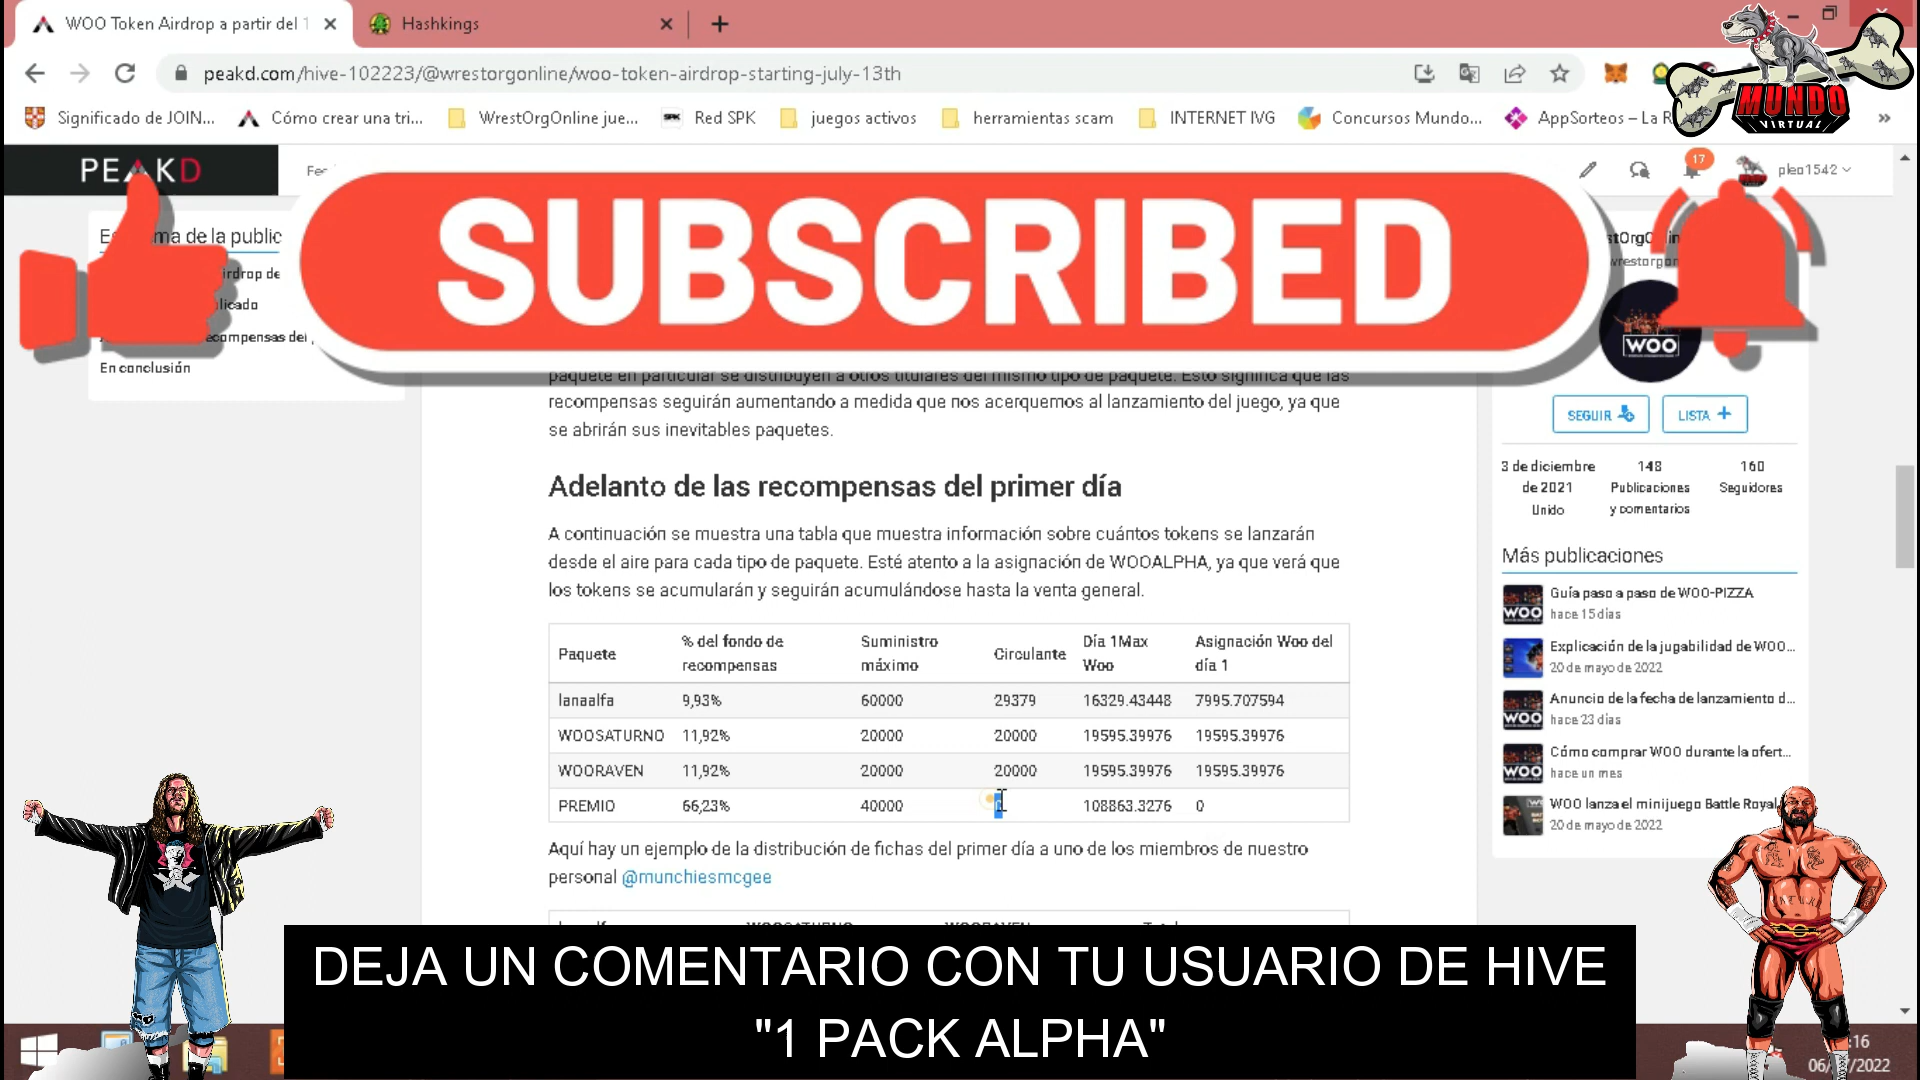 WOO Token Airdrop a partir del 1
Hashkings
peakd.com/hive-102223/@wrestorgonline/woo-token-airdrop-starting-july-13th
Significado de JOIN...
Cómo crear una tri...
WrestOrgOnline jue...
Red SPK
juegos activos
herramientas scam
INTERNET IVG
Concursos Mundo...
AppSorteos – La R
MUNDO
VIRTUAL
PEAKD
17
plea1542
SUBSCRIBED
WOO
En conclusión
SEGUIR
LISTA
3 de diciembre de 2021
Unido
148
Publicaciones y comentarios
160
Seguidores
paquete en particular se distribuyen a otros titulares del mismo tipo de paquete. Esto significa que las
recompensas seguirán aumentando a medida que nos acerquemos al lanzamiento del juego, ya que
se abrirán sus inevitables paquetes.
Adelanto de las recompensas del primer día
A continuación se muestra una tabla que muestra información sobre cuántos tokens se lanzarán
desde el aire para cada tipo de paquete. Esté atento a la asignación de WOOALPHA, ya que verá que
los tokens se acumularán y seguirán acumulándose hasta la venta general.
Paquete % del fondo de recompensas Suministro máximo Circulante Día 1Max Woo Asignación Woo del día 1
lanaalfa 9,93% 60000 29379 16329.43448 7995.707594
WOOSATURNO 11,92% 20000 20000 19595.39976 19595.39976
WOORAVEN 11,92% 20000 20000 19595.39976 19595.39976
PREMIO 66,23% 40000 0 108863.3276 0
Aquí hay un ejemplo de la distribución de fichas del primer día a uno de los miembros de nuestro
personal @munchiesmcgee
Más publicaciones
Guía paso a paso de WOO-PIZZA
hace 15 días
Explicación de la jugabilidad de WOO...
20 de mayo de 2022
Anuncio de la fecha de lanzamiento d...
hace 23 días
Cómo comprar WOO durante la ofert...
hace un mes
WOO lanza el minijuego Battle Royal
20 de mayo de 2022
DEJA UN COMENTARIO CON TU USUARIO DE HIVE
"1 PACK ALPHA"